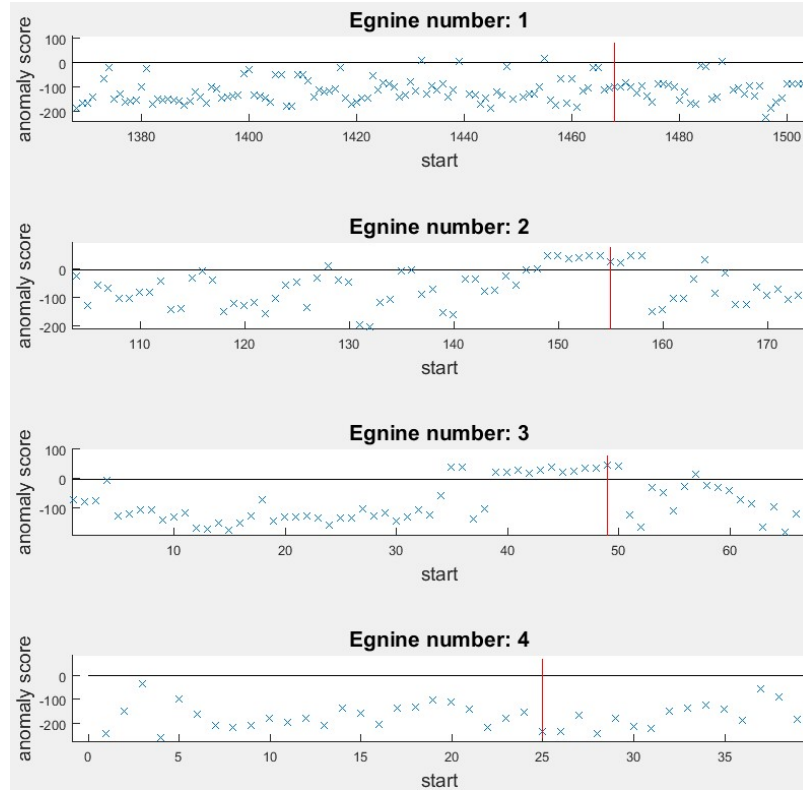 Egnine number: 1
anomaly score
100
0
-100
-200
1380 1400 1420 1440 1460 1480 1500
start
Egnine number: 2
anomaly score
0
-100
-200
110 120 130 140 150 160 170
start
Egnine number: 3
anomaly score
100
0
-100
10 20 30 40 50 60
start
Egnine number: 4
anomaly score
0
-100
-200
0 5 10 15 20 25 30 35
start